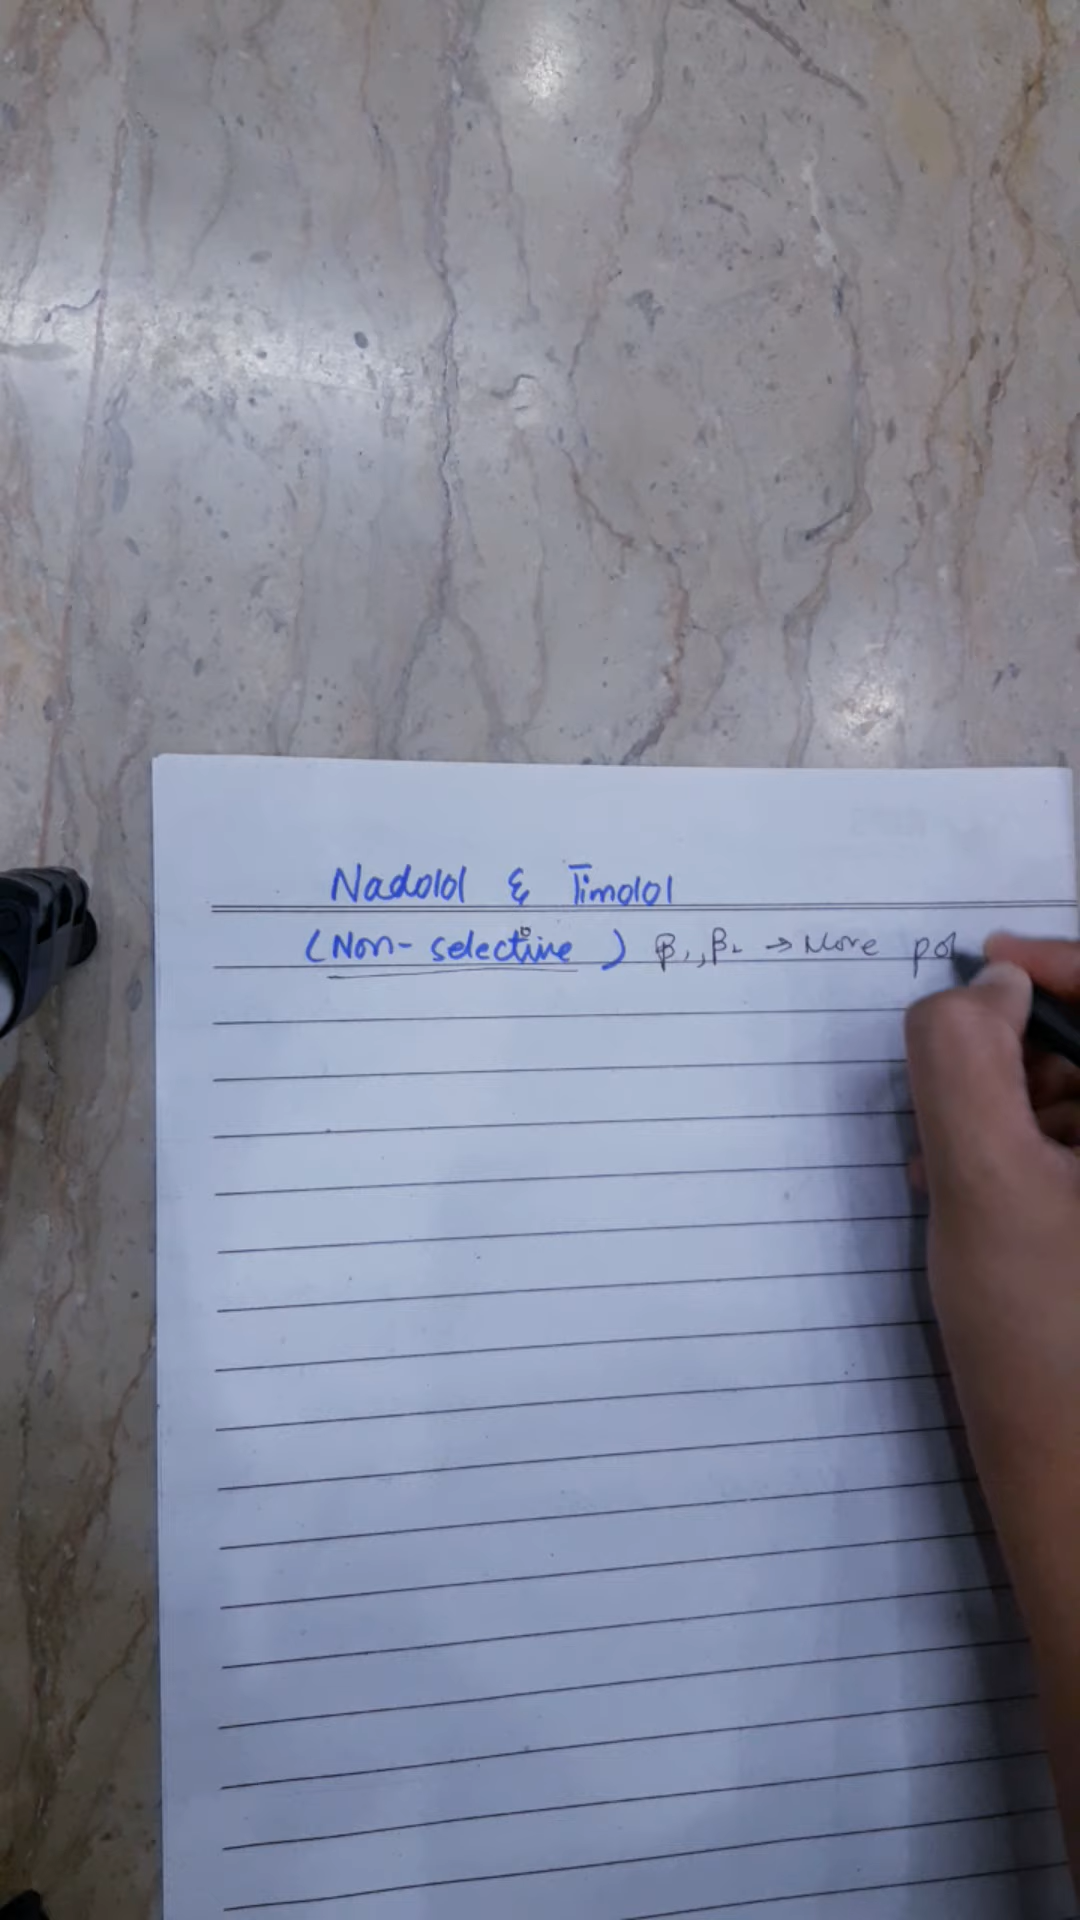 Nadolol & Timolol
(Non-selective) β1, β2 → More